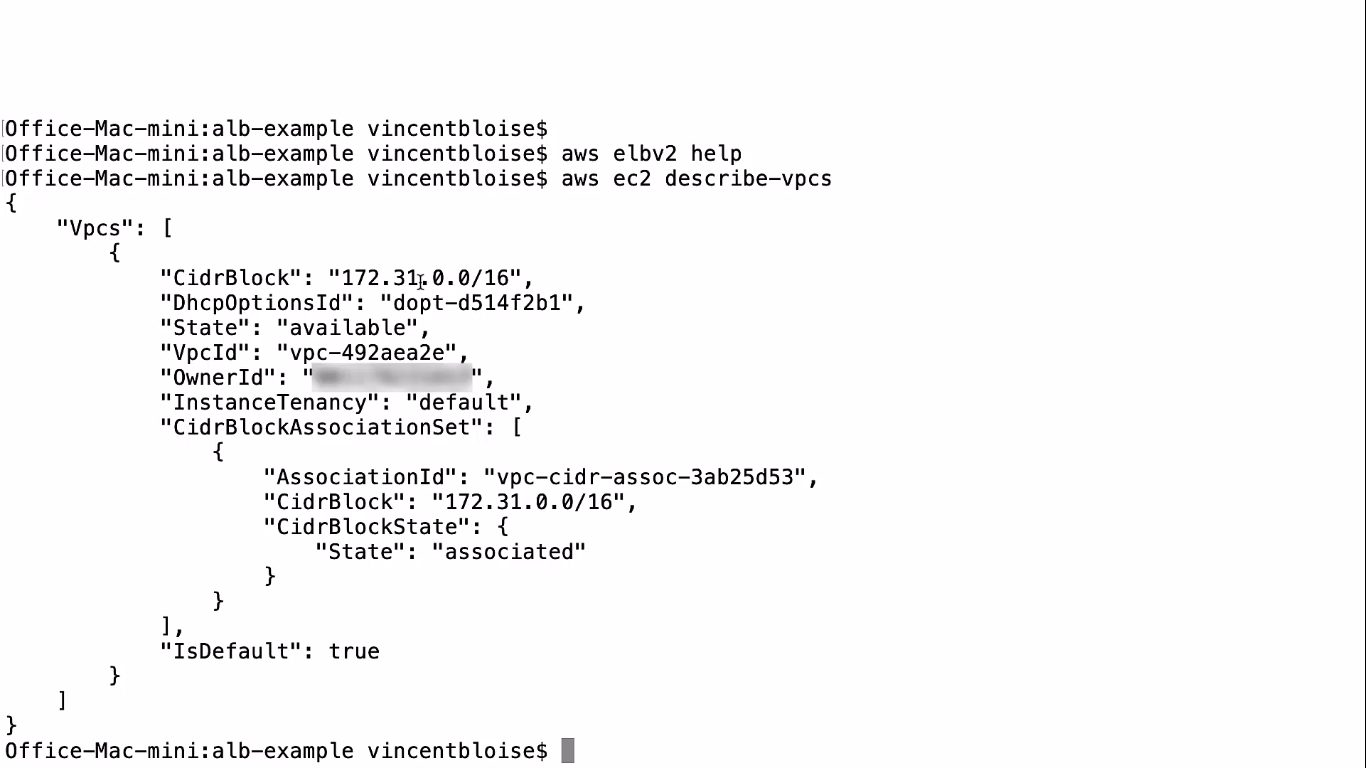 Office-Mac-mini:alb-example vincentbloise$
Office-Mac-mini:alb-example vincentbloise$ aws elbv2 help
Office-Mac-mini:alb-example vincentbloise$ aws ec2 describe-vpcs
{
    "Vpcs": [
        {
            "CidrBlock": "172.31.0.0/16",
            "DhcpOptionsId": "dopt-d514f2b1",
            "State": "available",
            "VpcId": "vpc-492aea2e",
            "OwnerId": "",
            "InstanceTenancy": "default",
            "CidrBlockAssociationSet": [
                {
                    "AssociationId": "vpc-cidr-assoc-3ab25d53",
                    "CidrBlock": "172.31.0.0/16",
                    "CidrBlockState": {
                        "State": "associated"
                    }
                }
            ],
            "IsDefault": true
        }
    ]
}
Office-Mac-mini:alb-example vincentbloise$